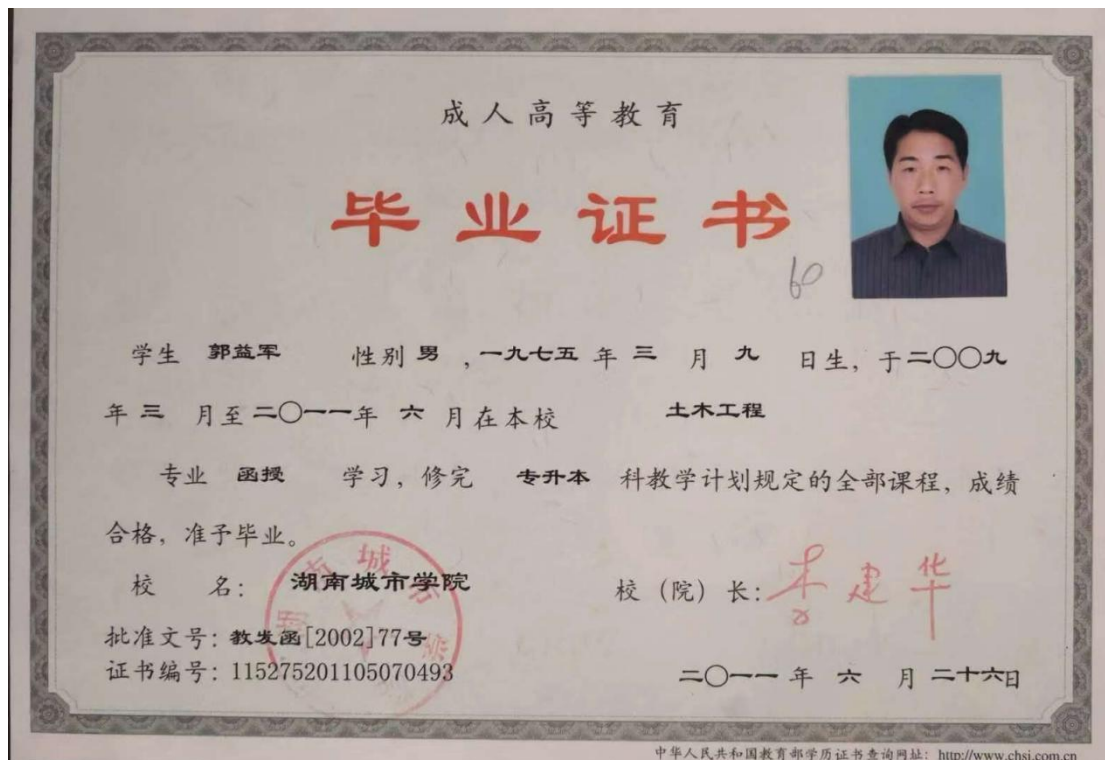 成人高等教育
毕业证书
60
学生 郭益军 性别 男 ,一九七五 年 三 月 九 日生, 于二〇〇九
年 三 月至 二〇一一年 六 月在本校 土木工程
专业 函授 学习, 修完 专升本 科教学计划规定的全部课程, 成绩
合格, 准予毕业。
校 名: 湖南城市学院
校 (院) 长: 李建华
批准文号: 教发函[2002]77号
证书编号: 115275201105070493
二〇一一 年 六 月 二十六日
中华人民共和国教育部学历证书查询网址: http://www.chsi.com.cn